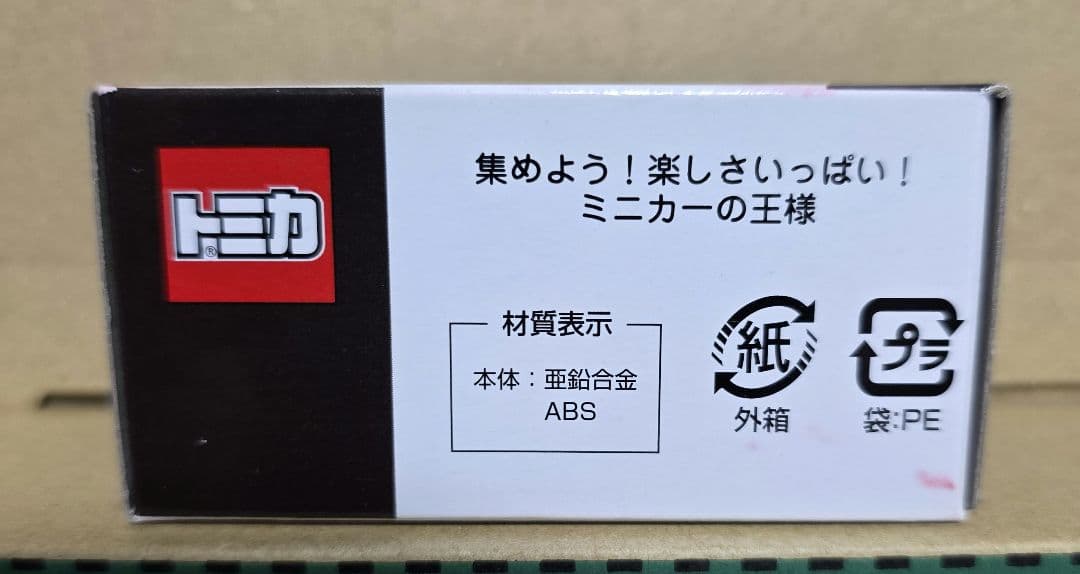 トミカ®
集めよう！楽しさいっぱい！
ミニカーの王様
材質表示
本体：亜鉛合金
ABS
紙
外箱
プラ
袋:PE